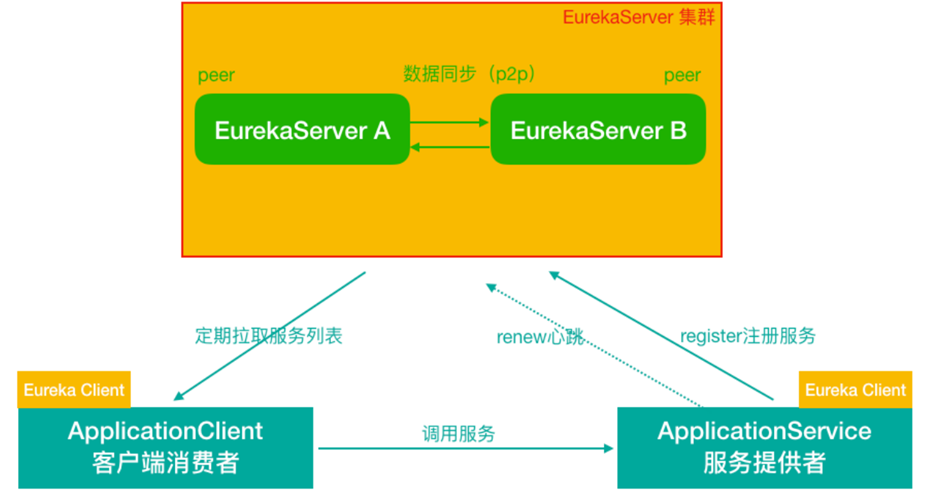 EurekaServer 集群
peer
数据同步（p2p）
peer
EurekaServer A
EurekaServer B
定期拉取服务列表
renew心跳
register注册服务
Eureka Client
Eureka Client
ApplicationClient
客户端消费者
调用服务
ApplicationService
服务提供者